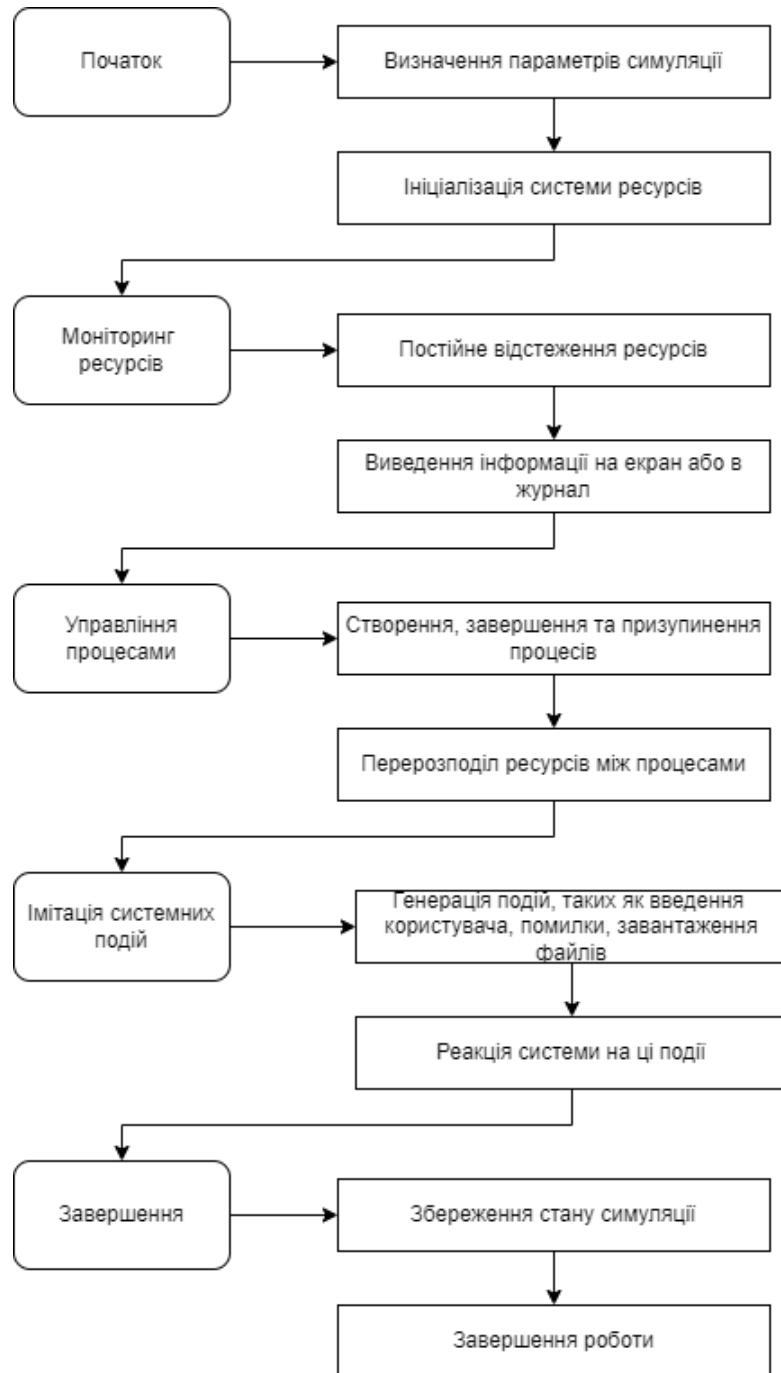 Початок
Визначення параметрів симуляції
Ініціалізація системи ресурсів
Моніторинг
ресурсів
Постійне відстеження ресурсів
Виведення інформації на екран або в
журнал
Управління
процесами
Створення, завершення та призупинення
процесів
Перерозподіл ресурсів між процесами
Імітація системних
подій
Генерація подій, таких як введення
користувача, помилки, завантаження
файлів
Реакція системи на ці події
Завершення
Збереження стану симуляції
Завершення роботи